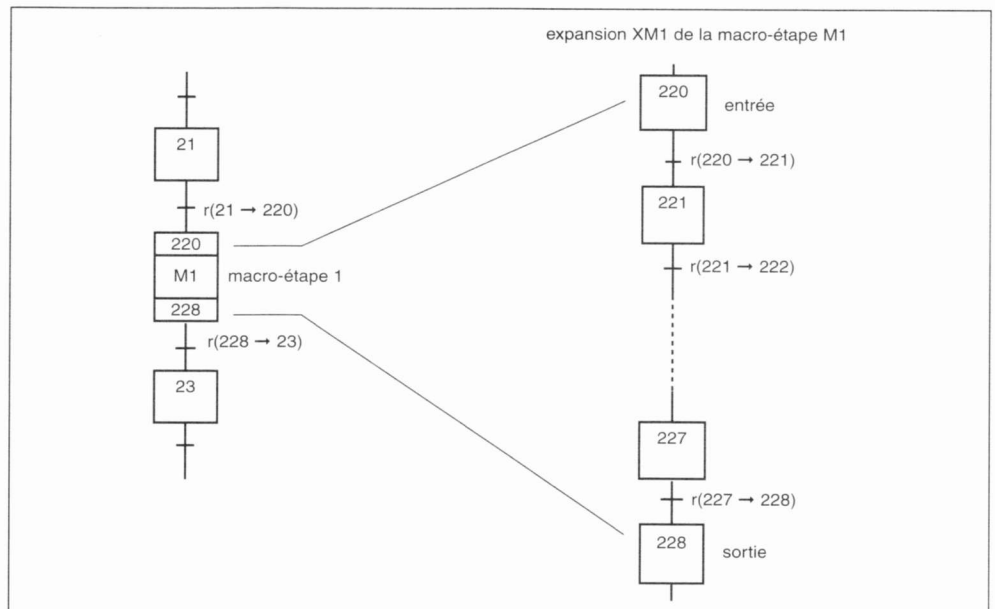 expansion XM1 de la macro-étape M1
21
r(21 → 220)
220
M1 macro-étape 1
228
r(228 → 23)
23
220 entrée
r(220 → 221)
221
r(221 → 222)
227
r(227 → 228)
228 sortie